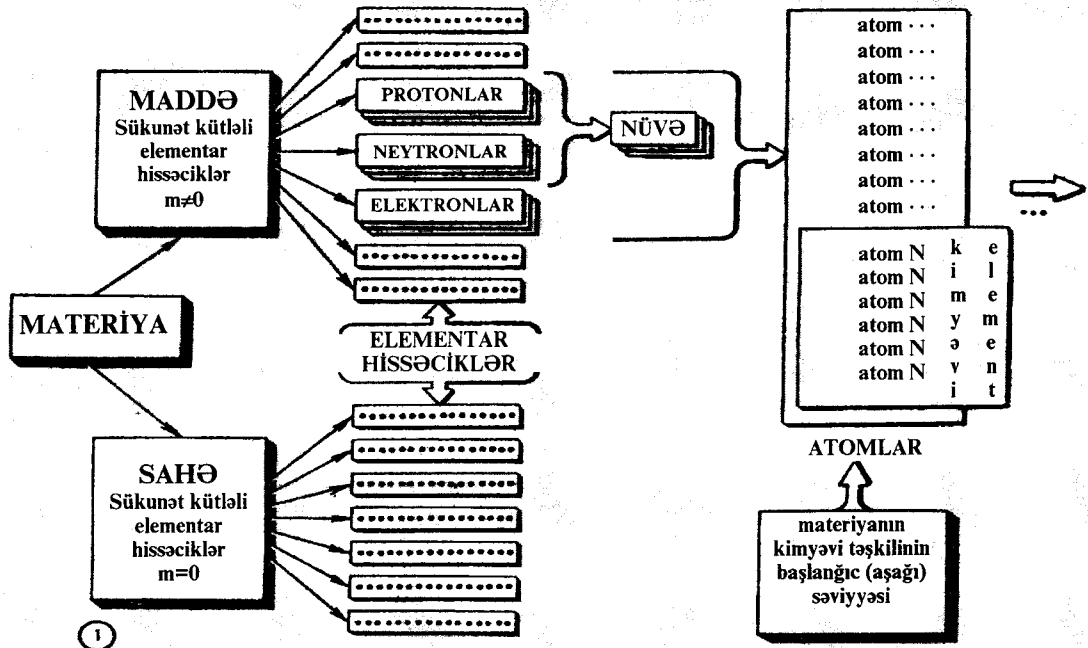 MATERİYA
MADDƏ
Sükunət kütləli
elementar
hissəciklər
m≠0
SAHƏ
Sükunət kütləli
elementar
hissəciklər
m=0
PROTONLAR
NEYTRONLAR
ELEKTRONLAR
ELEMENTAR
HİSSƏCİKLƏR
NÜVƏ
atom ···
atom ···
atom ···
atom ···
atom ···
atom ···
atom ···
atom ···
atom N
atom N
atom N
atom N
atom N
atom N
kimyəvi
element
...
ATOMLAR
materiyanın
kimyəvi təşkilinin
başlanğıc (aşağı)
səviyyəsi
1